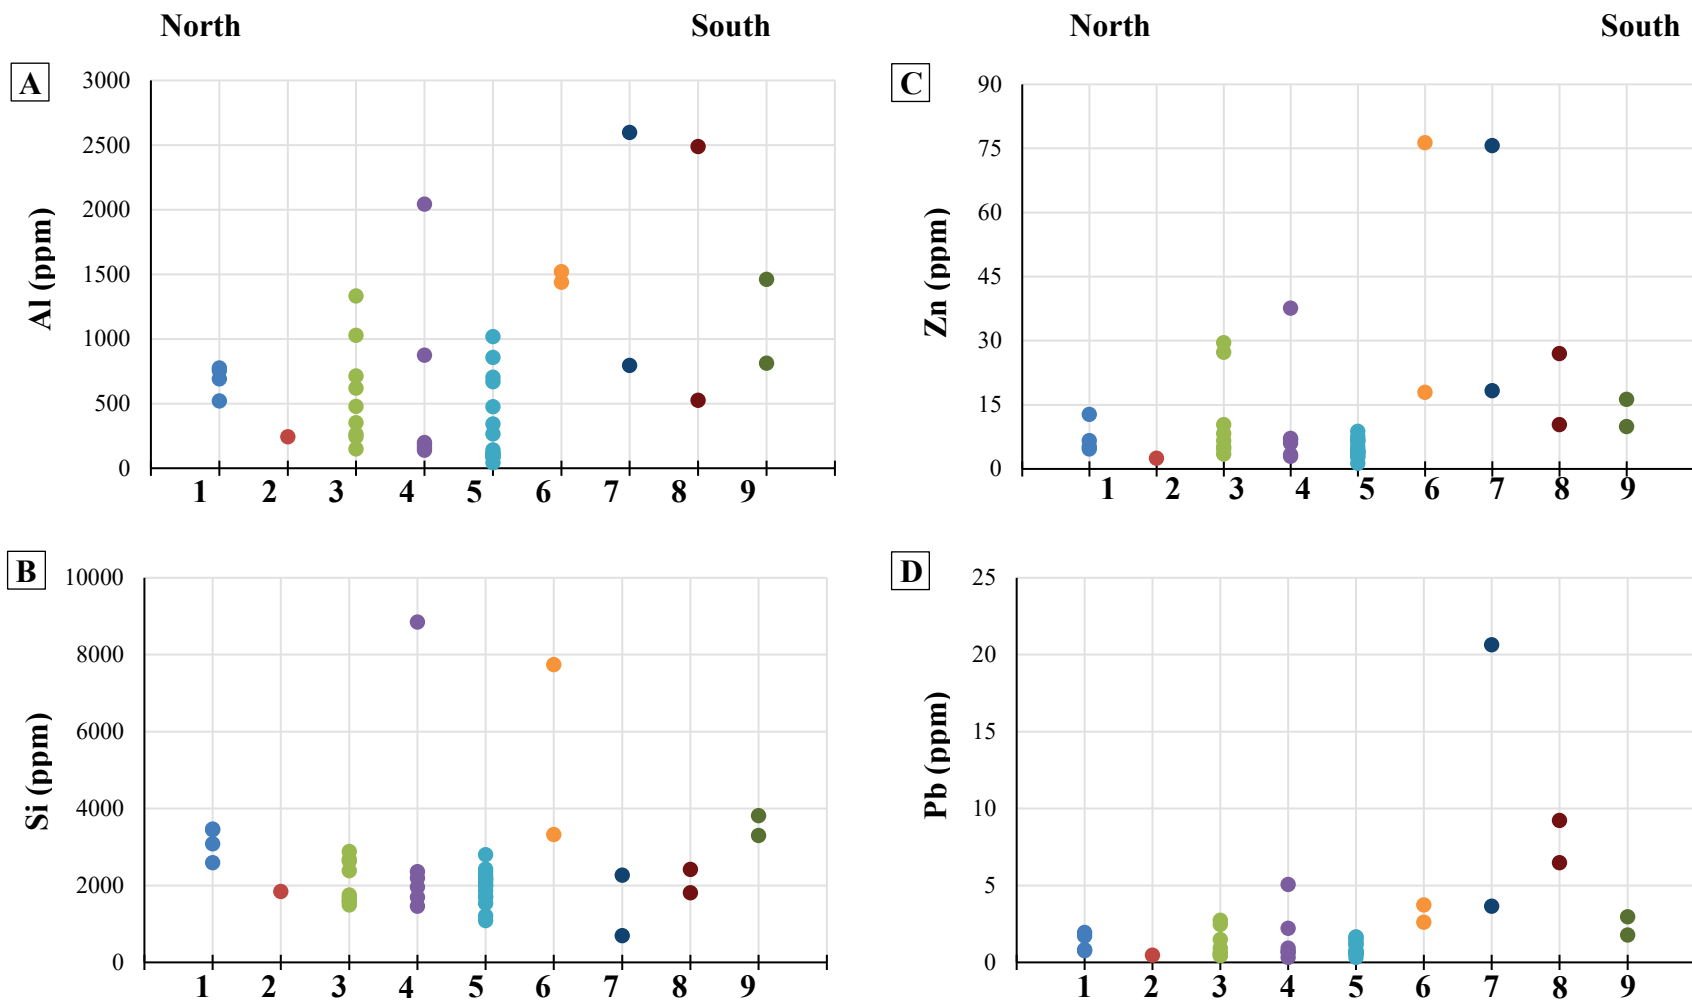 North South
A
3000
2500
2000
1500
1000
500
0
Al (ppm)
1 2 3 4 5 6 7 8 9
North South
C
90
75
60
45
30
15
0
Zn (ppm)
1 2 3 4 5 6 7 8 9
B
10000
8000
6000
4000
2000
0
Si (ppm)
1 2 3 4 5 6 7 8 9
D
25
20
15
10
5
0
Pb (ppm)
1 2 3 4 5 6 7 8 9